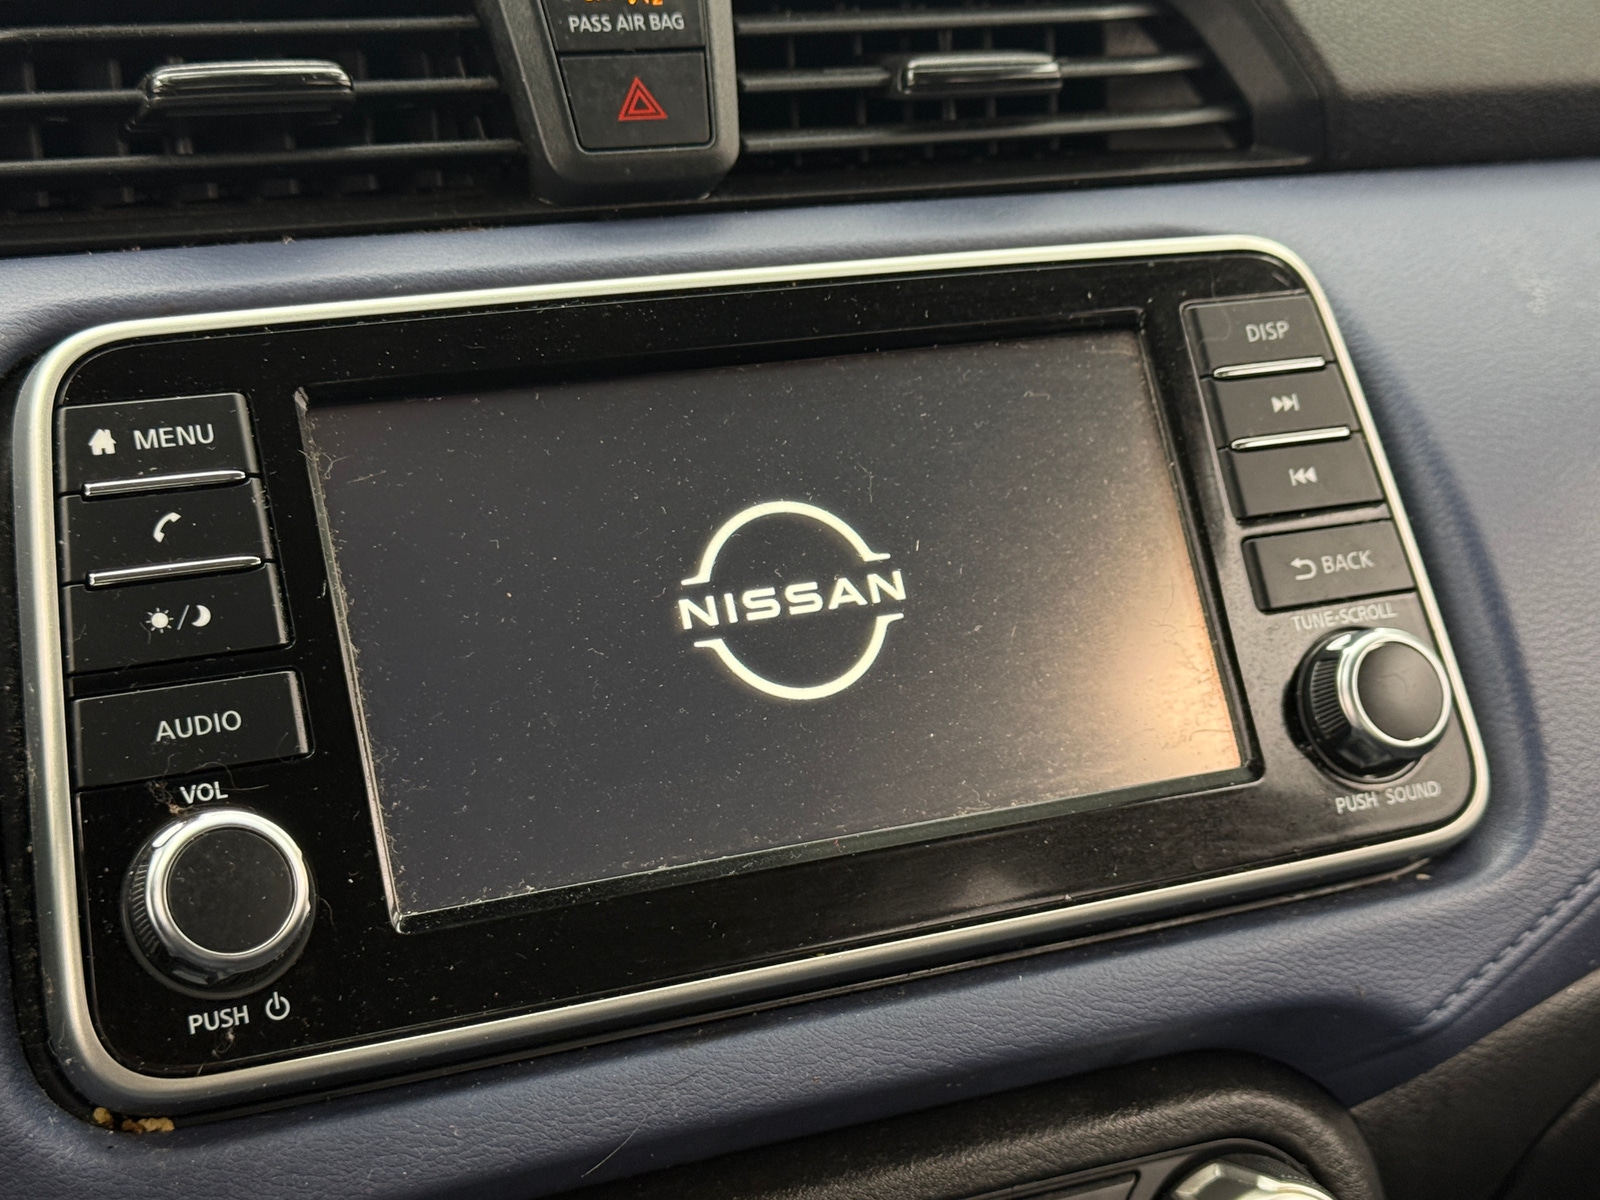 PASS AIR BAG
MENU
AUDIO
VOL
PUSH
NISSAN
DISP
BACK
TUNE·SCROLL
PUSH SOUND